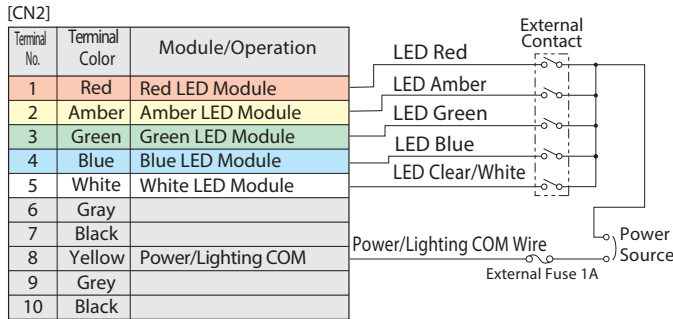 [CN2]
Terminal No. Terminal Color Module/Operation
1 Red Red LED Module
2 Amber Amber LED Module
3 Green Green LED Module
4 Blue Blue LED Module
5 White White LED Module
6 Gray
7 Black
8 Yellow Power/Lighting COM
9 Grey
10 Black
External
Contact
LED Red
LED Amber
LED Green
LED Blue
LED Clear/White
Power/Lighting COM Wire
External Fuse 1A
Power
Source